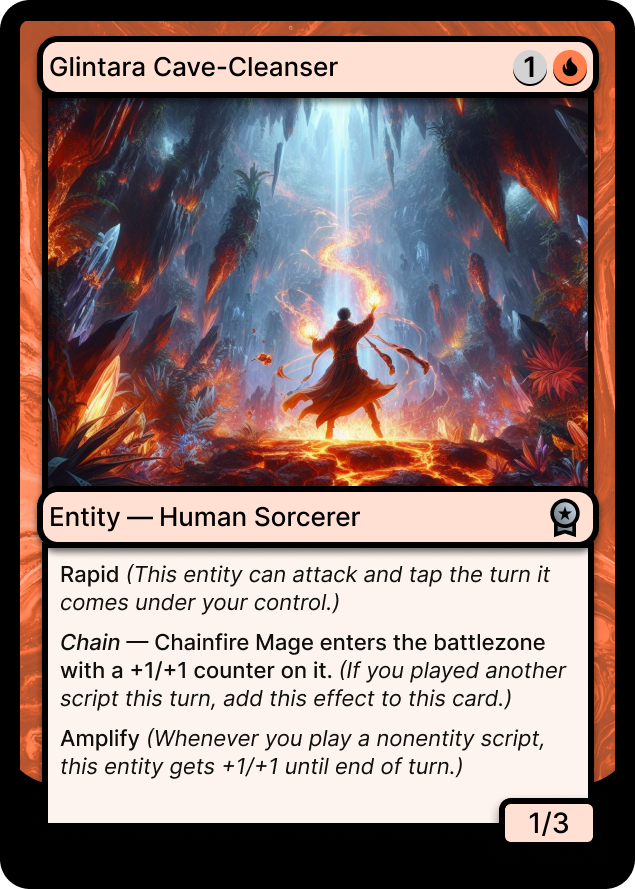 Glintara Cave-Cleanser 1
Entity — Human Sorcerer
Rapid (This entity can attack and tap the turn it
comes under your control.)
Chain — Chainfire Mage enters the battlezone
with a +1/+1 counter on it. (If you played another
script this turn, add this effect to this card.)
Amplify (Whenever you play a nonentity script,
this entity gets +1/+1 until end of turn.)
1/3